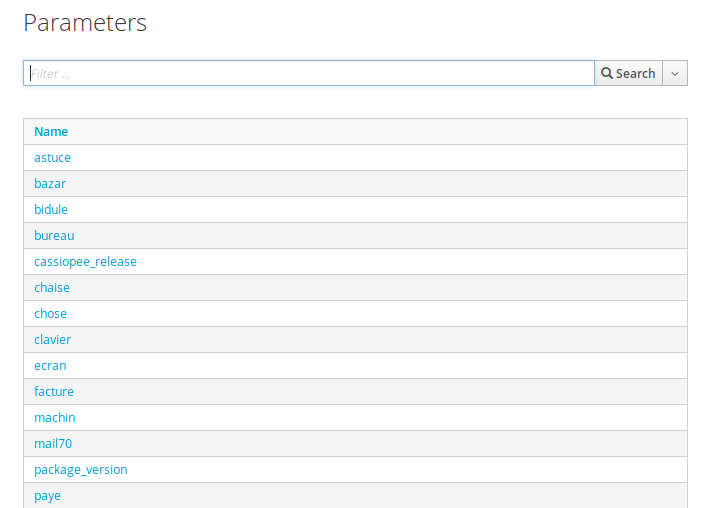 Parameters
Filter ...
Search
Name
astuce
bazar
bidule
bureau
cassiopee_release
chaise
chose
clavier
ecran
facture
machin
mail70
package_version
paye